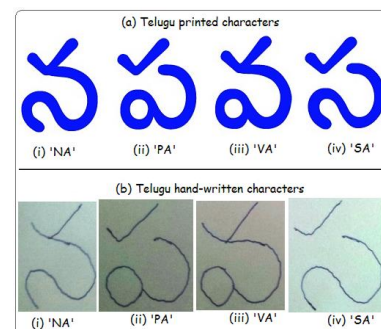 (a) Telugu printed characters
న ప వ స
(i) 'NA' (ii) 'PA' (iii) 'VA' (iv) 'SA'
(b) Telugu hand-written characters
న ప వ స
(i) 'NA' (ii) 'PA' (iii) 'VA' (iv) 'SA'